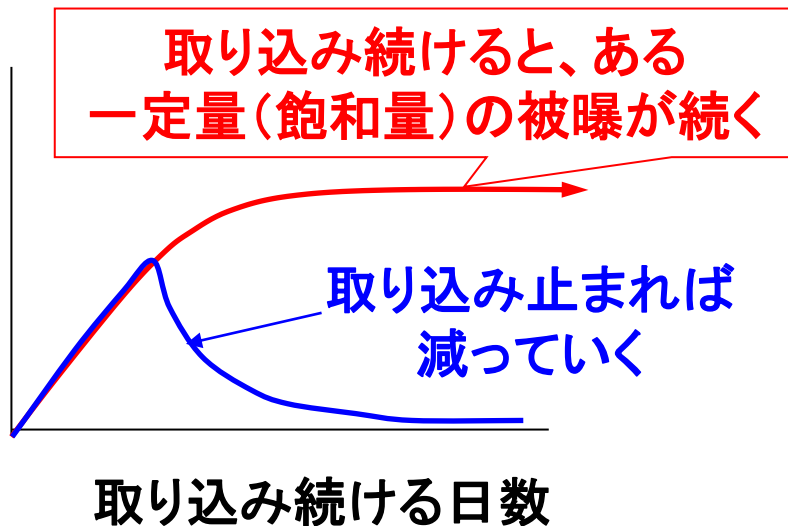 取り込み続けると、ある
一定量（飽和量）の被曝が続く
取り込み止まれば
減っていく
取り込み続ける日数